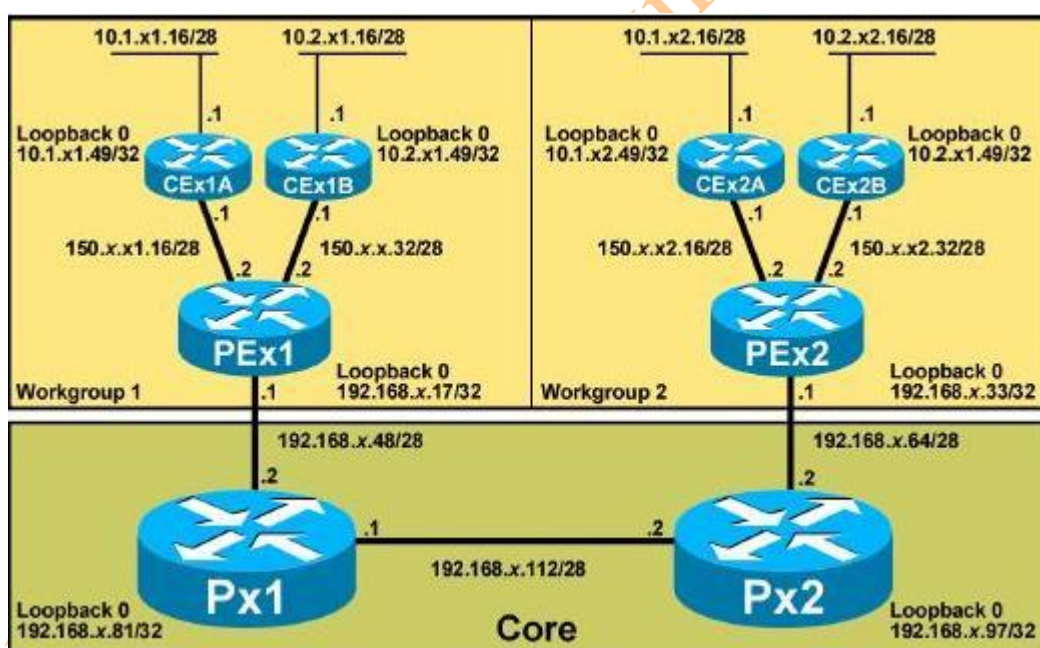 10.1.x1.16/28
10.2.x1.16/28
.1
.1
Loopback 0
10.1.x1.49/32
Loopback 0
10.2.x1.49/32
CEx1A
CEx1B
.1
.1
150.x.x1.16/28
150.x.x.32/28
.2
.2
PEx1
Loopback 0
192.168.x.17/32
Workgroup 1
.1
10.1.x2.16/28
10.2.x2.16/28
.1
.1
Loopback 0
10.1.x2.49/32
Loopback 0
10.2.x1.49/32
CEx2A
CEx2B
.1
.1
150.x.x2.16/28
150.x.x2.32/28
.2
.2
PEx2
Loopback 0
192.168.x.33/32
Workgroup 2
.1
192.168.x.48/28
192.168.x.64/28
.2
.2
.1
.2
192.168.x.112/28
Px1
Px2
Loopback 0
192.168.x.81/32
Core
Loopback 0
192.168.x.97/32